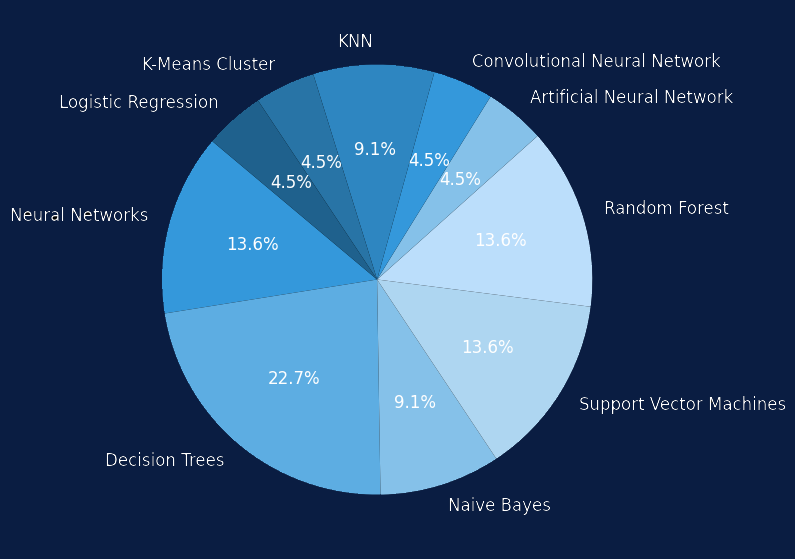 KNN
K-Means Cluster
Convolutional Neural Network
Logistic Regression
Artificial Neural Network
9.1%
4.5%
4.5%
4.5%
4.5%
Neural Networks
Random Forest
13.6%
13.6%
13.6%
22.7%
9.1%
Support Vector Machines
Decision Trees
Naive Bayes